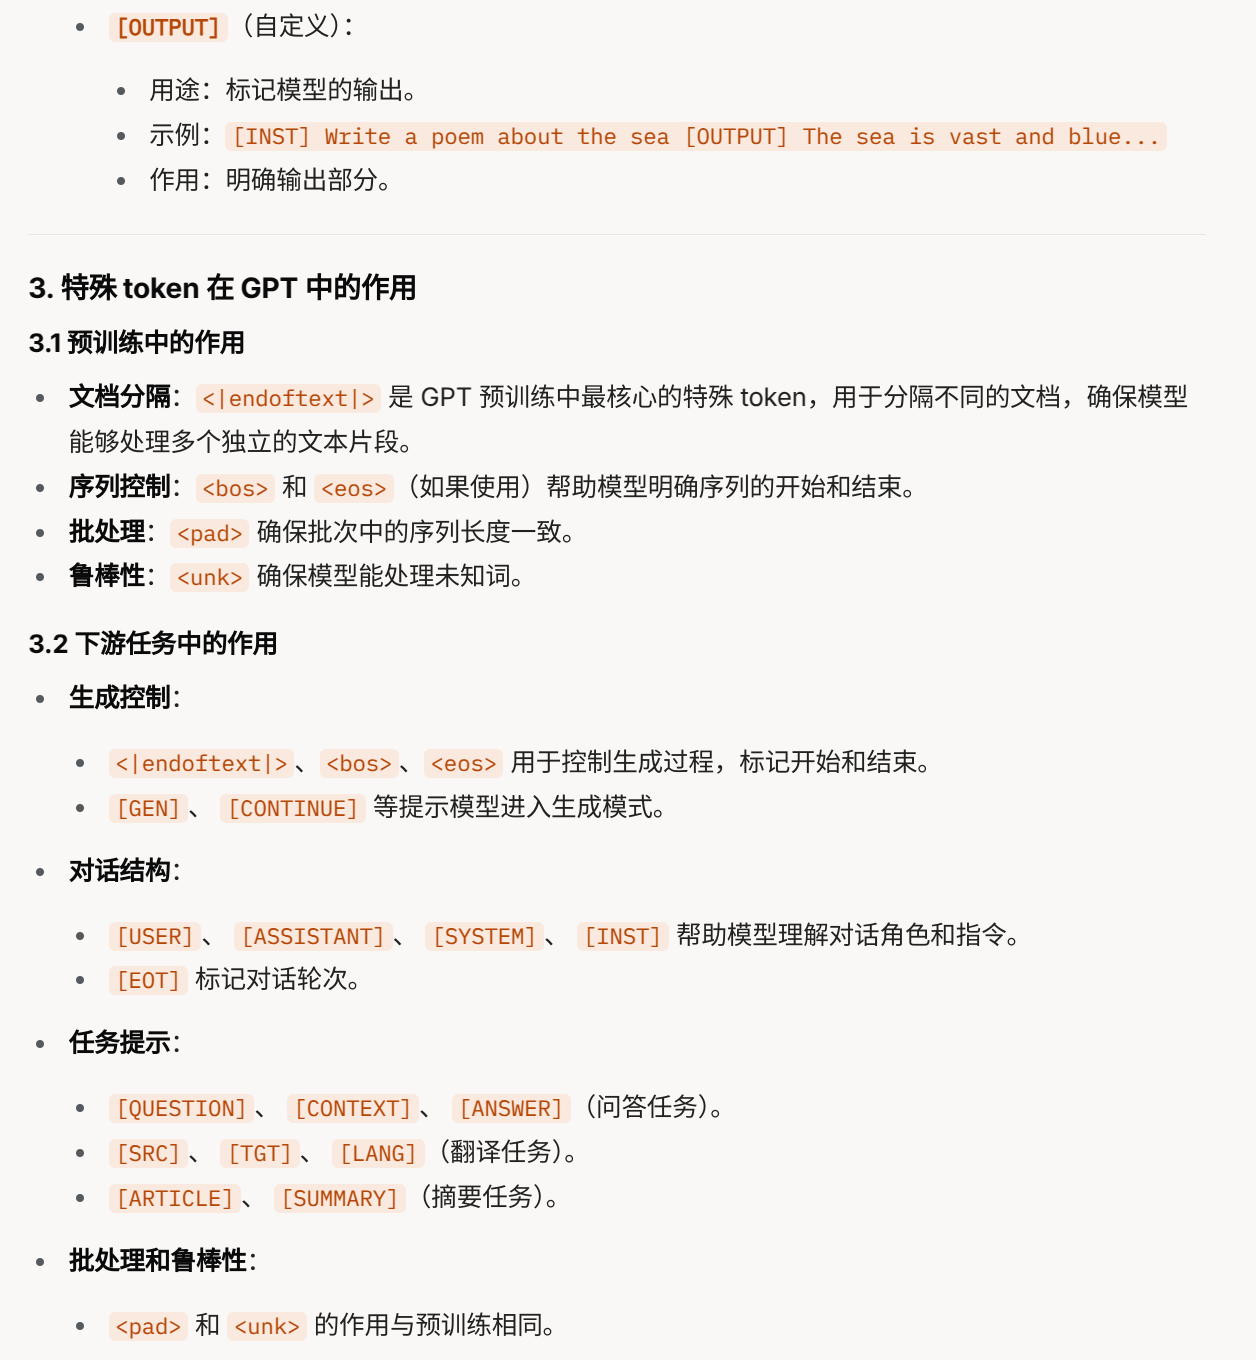 [OUTPUT]（自定义）：
用途：标记模型的输出。
示例：[INST] Write a poem about the sea [OUTPUT] The sea is vast and blue...
作用：明确输出部分。
3. 特殊 token 在 GPT 中的作用
3.1 预训练中的作用
文档分隔：<|endoftext|> 是 GPT 预训练中最核心的特殊 token，用于分隔不同的文档，确保模型
能够处理多个独立的文本片段。
序列控制：<bos> 和 <eos>（如果使用）帮助模型明确序列的开始和结束。
批处理：<pad> 确保批次中的序列长度一致。
鲁棒性：<unk> 确保模型能处理未知词。
3.2 下游任务中的作用
生成控制：
<|endoftext|>、<bos>、<eos> 用于控制生成过程，标记开始和结束。
[GEN]、 [CONTINUE] 等提示模型进入生成模式。
对话结构：
[USER]、 [ASSISTANT]、 [SYSTEM]、 [INST] 帮助模型理解对话角色和指令。
[EOT] 标记对话轮次。
任务提示：
[QUESTION]、 [CONTEXT]、 [ANSWER]（问答任务）。
[SRC]、 [TGT]、 [LANG]（翻译任务）。
[ARTICLE]、 [SUMMARY]（摘要任务）。
批处理和鲁棒性：
<pad> 和 <unk> 的作用与预训练相同。